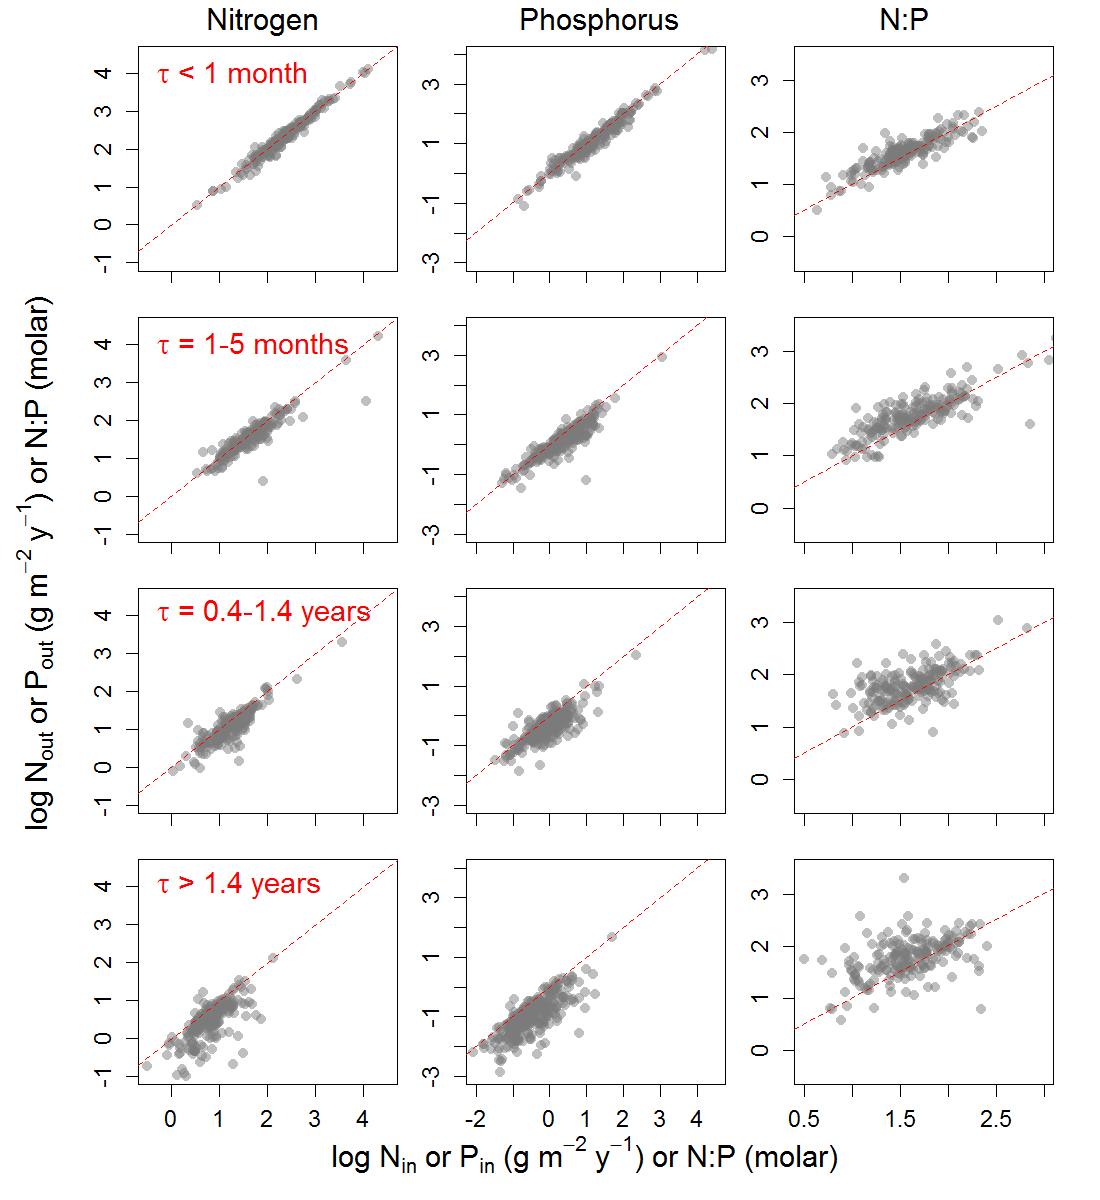 Nitrogen Phosphorus N:P
τ < 1 month
4 3 2 1 0 -1
3 1 -1 -3
3 2 1 0
τ = 1-5 months
4 3 2 1 0 -1
3 1 -1 -3
3 2 1 0
τ = 0.4-1.4 years
4 3 2 1 0 -1
3 1 -1 -3
3 2 1 0
τ > 1.4 years
4 3 2 1 0 -1
3 1 -1 -3
3 2 1 0
0 1 2 3 4
-2 0 1 2 3 4
0.5 1.5 2.5
log N_out or P_out (g m⁻² y⁻¹) or N:P (molar)
log N_in or P_in (g m⁻² y⁻¹) or N:P (molar)